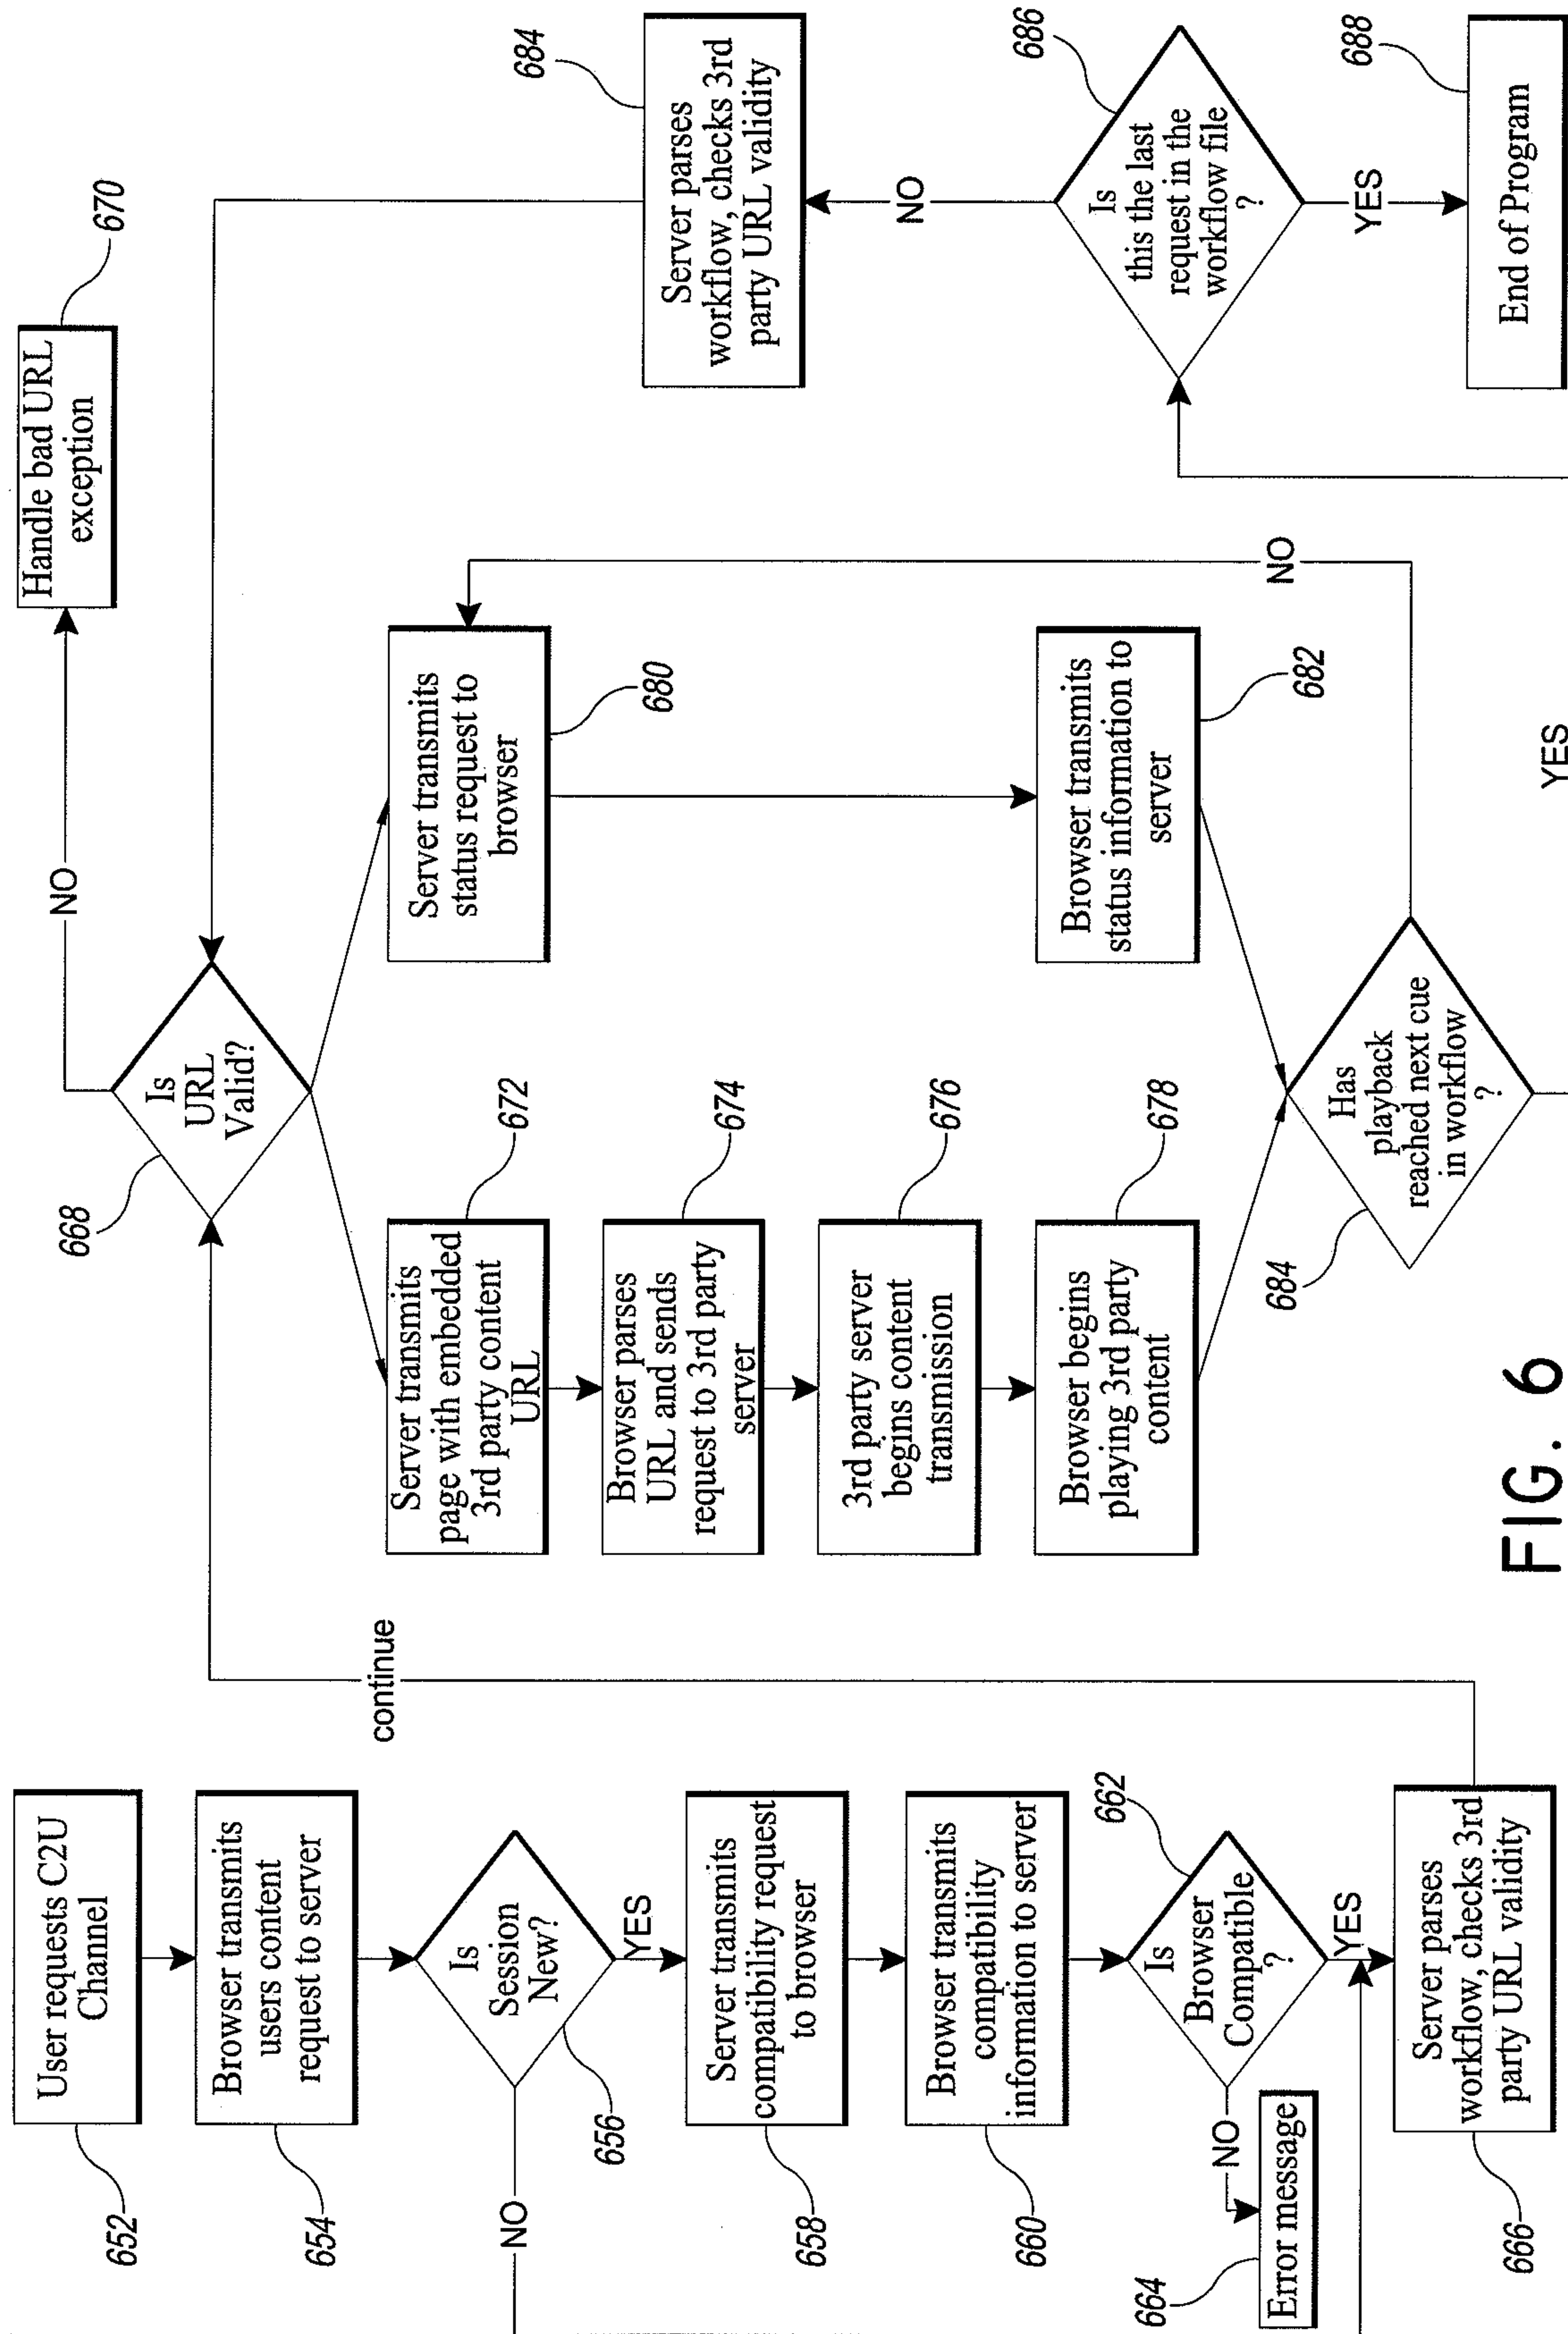 User requests C2U
Channel
652
Browser transmits
users content
request to server
654
Is
Session
New?
656
NO
YES
Server transmits
compatibility request
to browser
658
Browser transmits
compatibility
information to server
660
Is
Browser
Compatible
?
662
NO
YES
Error message
664
Server parses
workflow, checks 3rd
party URL validity
666
continue
Is
URL
Valid?
668
NO
Handle bad URL
exception
670
Server transmits
page with embedded
3rd party content
URL
672
Browser parses
URL and sends
request to 3rd party
server
674
3rd party server
begins content
transmission
676
Browser begins
playing 3rd party
content
678
Server transmits
status request to
browser
680
Browser transmits
status information to
server
682
Has
playback
reached next cue
in workflow
?
684
NO
YES
Server parses
workflow, checks 3rd
party URL validity
684
Is
this the last
request in the
workflow file
?
686
NO
YES
End of Program
688
FIG. 6